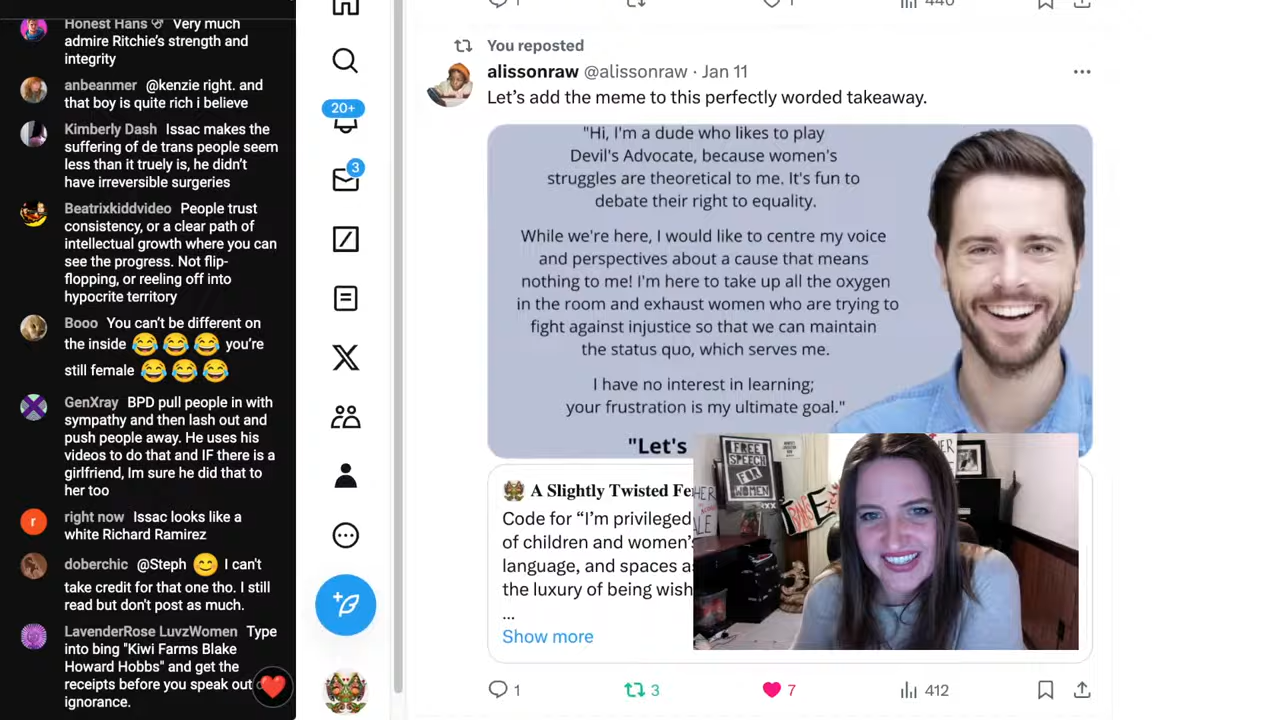 Honest Hans Very much
admire Ritchie's strength and
integrity
anbeanmer @kenzie right. and
that boy is quite rich i believe
Kimberly Dash Issac makes the
suffering of de trans people seem
less than it truely is, he didn't
have irreversible surgeries
Beatrixkiddvideo People trust
consistency, or a clear path of
intellectual growth where you can
see the progress. Not flip-
flopping, or reeling off into
hypocrite territory
Booo You can't be different on
the inside 😂😂😂 you're
still female 😂😂😂
GenXray BPD pull people in with
sympathy and then lash out and
push people away. He uses his
videos to do that and IF there is a
girlfriend, Im sure he did that to
her too
right now Issac looks like a
white Richard Ramirez
doberchic @Steph 😊 I can't
take credit for that one tho. I still
read but don't post as much.
LavenderRose LuvzWomen Type
into bing "Kiwi Farms Blake
Howard Hobbs" and get the
receipts before you speak out
ignorance.
20+
3
1
1
440
You reposted
alissonraw @alissonraw · Jan 11
Let's add the meme to this perfectly worded takeaway.
"Hi, I'm a dude who likes to play
Devil's Advocate, because women's
struggles are theoretical to me. It's fun to
debate their right to equality.
While we're here, I would like to centre my voice
and perspectives about a cause that means
nothing to me! I'm here to take up all the oxygen
in the room and exhaust women who are trying to
fight against injustice so that we can maintain
the status quo, which serves me.
I have no interest in learning;
your frustration is my ultimate goal."
"Let's
A Slightly Twisted Fe
Code for "I'm privileged
of children and women's
language, and spaces
the luxury of being wish
...
Show more
FREE
SPEECH
FOR
WOMEN
1
3
7
412